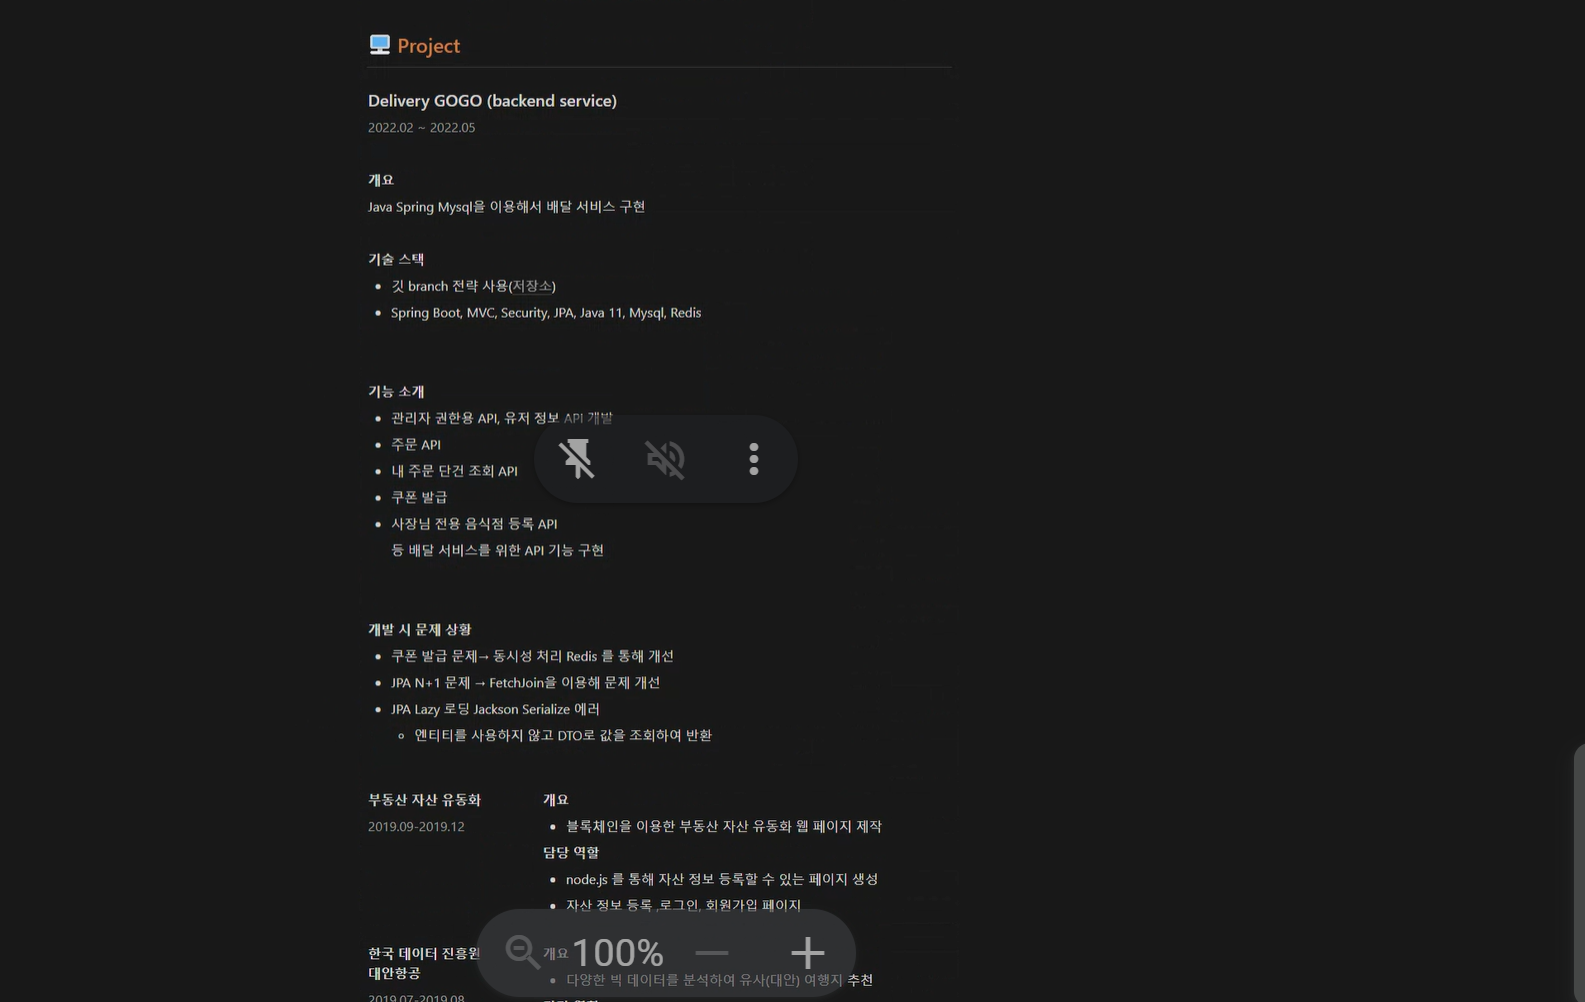 Project
Delivery GOGO (backend service)
2022.02 ~ 2022.05
개요
Java Spring Mysql을 이용해서 배달 서비스 구현
기술 스택
깃 branch 전략 사용(저장소)
Spring Boot, MVC, Security, JPA, Java 11, Mysql, Redis
기능 소개
관리자 권한용 API, 유저 정보 API 개발
주문 API
내 주문 단건 조회 API
쿠폰 발급
사장님 전용 음식점 등록 API
등 배달 서비스를 위한 API 기능 구현
개발 시 문제 상황
쿠폰 발급 문제→ 동시성 처리 Redis 를 통해 개선
JPA N+1 문제 → FetchJoin을 이용해 문제 개선
JPA Lazy 로딩 Jackson Serialize 에러
엔티티를 사용하지 않고 DTO로 값을 조회하여 반환
부동산 자산 유동화
2019.09-2019.12
개요
블록체인을 이용한 부동산 자산 유동화 웹 페이지 제작
담당 역할
node.js 를 통해 자산 정보 등록할 수 있는 페이지 생성
자산 정보 등록 ,로그인, 회원가입 페이지
한국 데이터 진흥원
대안항공
2019.07-2019.08
개요
100%
다양한 빅 데이터를 분석하여 유사(대안) 여행지 추천